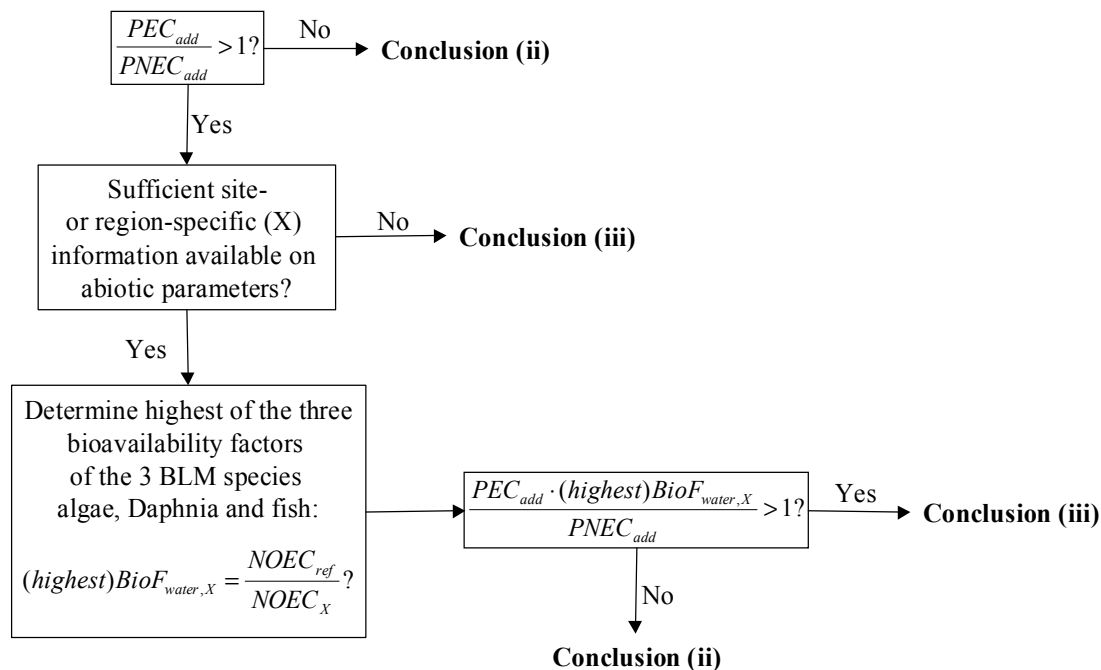 PEC_add / PNEC_add >1?
No
Conclusion (ii)
Yes
Sufficient site-
or region-specific (X)
information available on
abiotic parameters?
No
Conclusion (iii)
Yes
Determine highest of the three
bioavailability factors
of the 3 BLM species
algae, Daphnia and fish:
(highest)BioF_water,X = NOEC_ref / NOEC_X ?
PEC_add · (highest)BioF_water,X / PNEC_add >1?
Yes
Conclusion (iii)
No
Conclusion (ii)